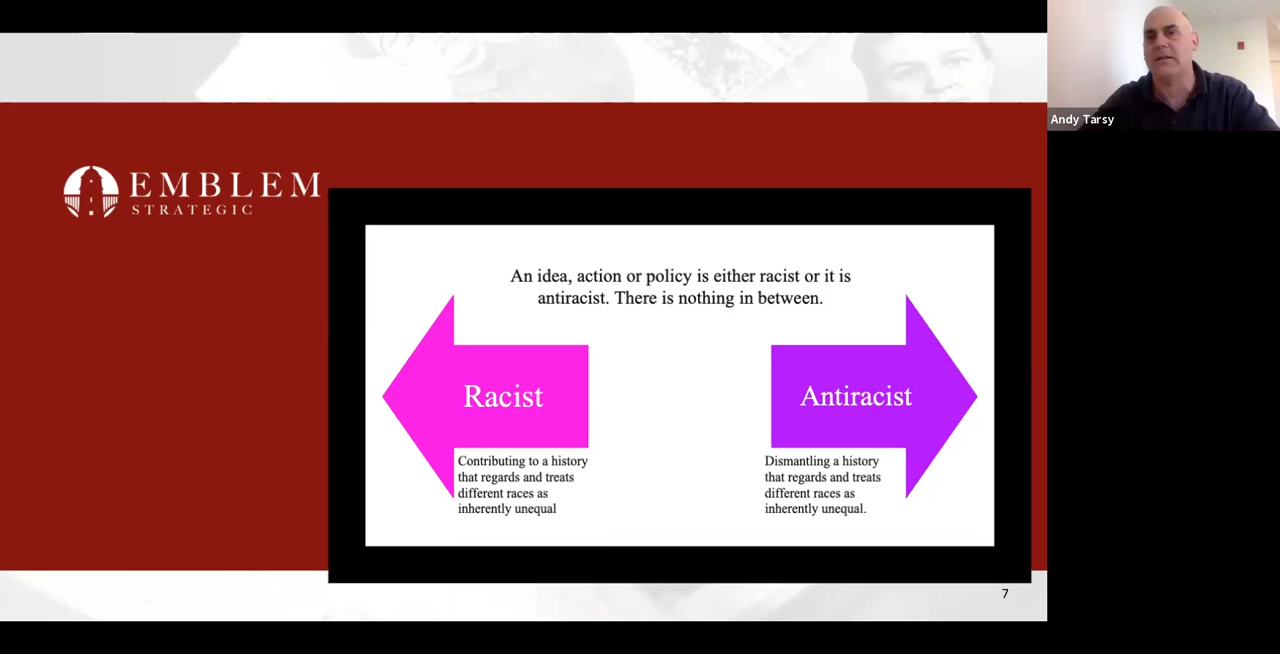 EMBLEM
STRATEGIC
An idea, action or policy is either racist or it is
antiracist. There is nothing in between.
Racist
Antiracist
Contributing to a history
that regards and treats
different races as
inherently unequal
Dismantling a history
that regards and treats
different races as
inherently unequal.
7
Andy Tarsy